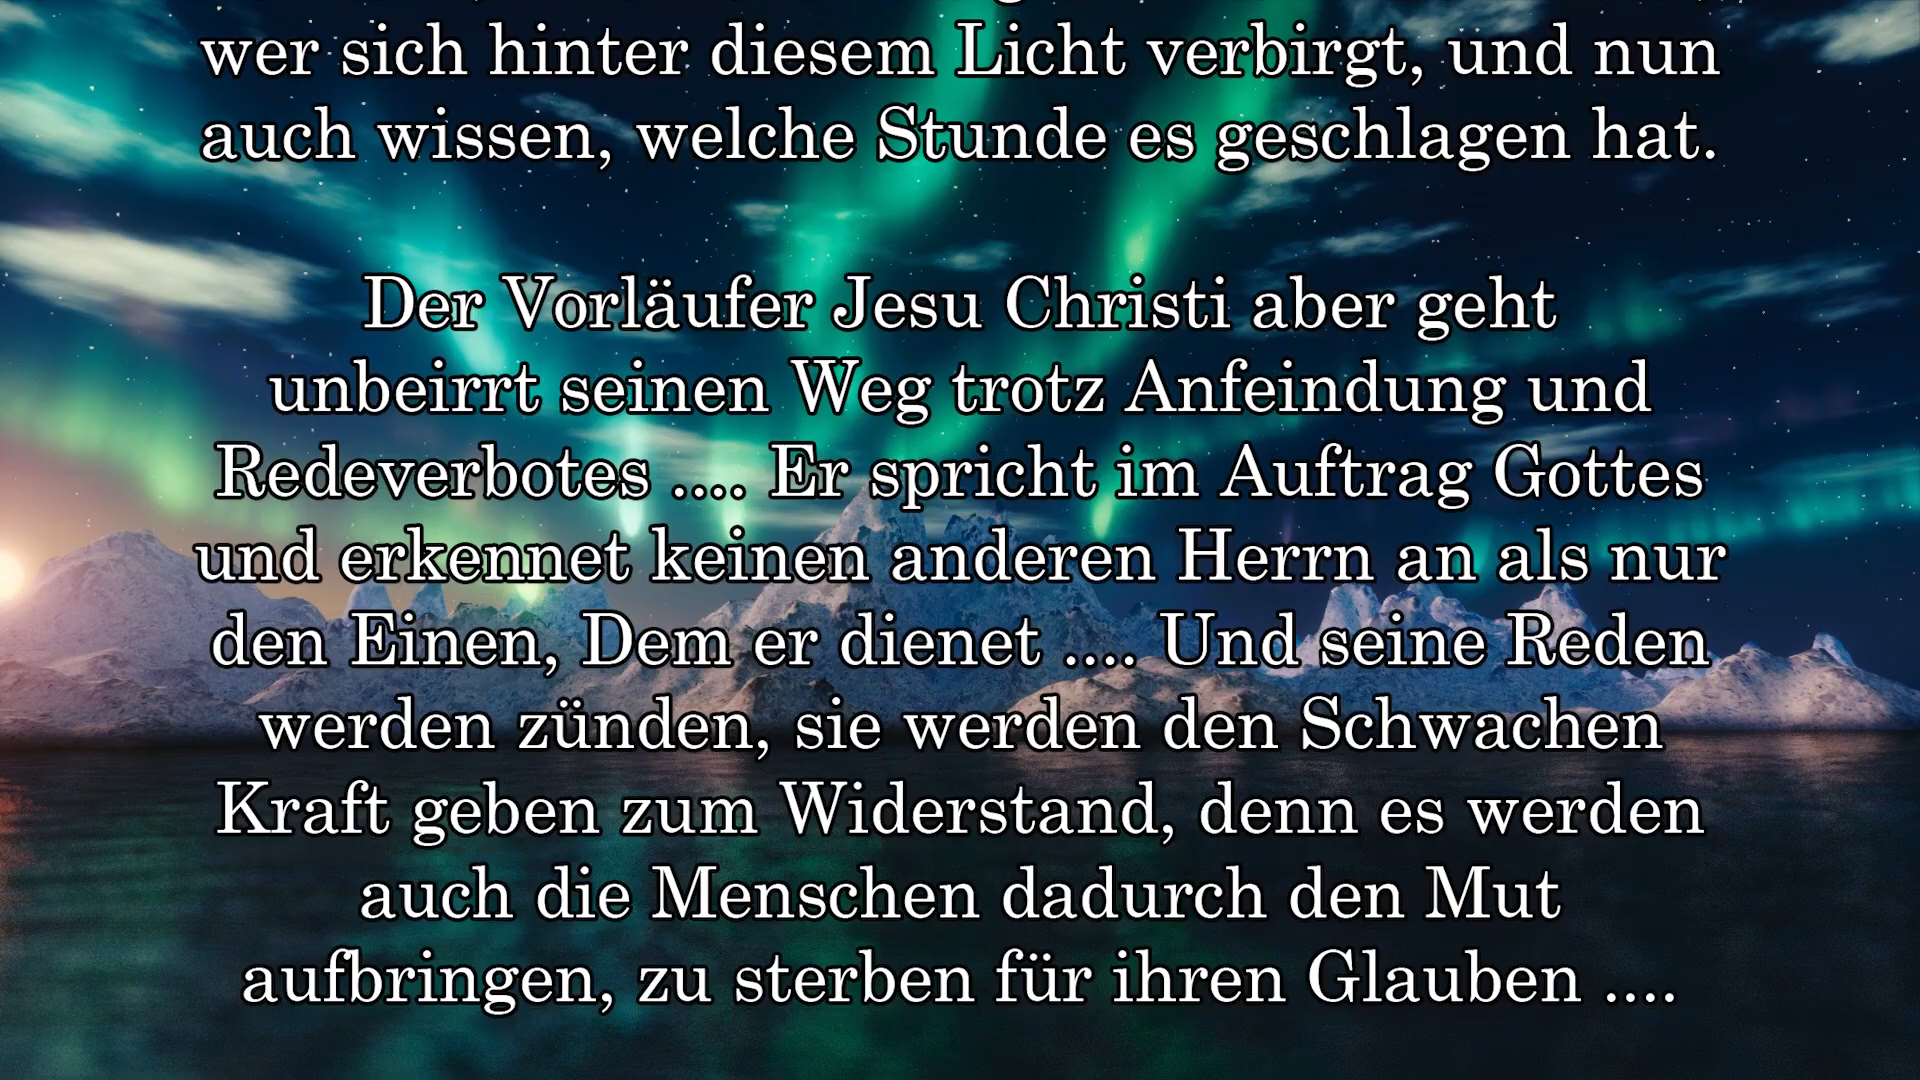 wer sich hinter diesem Licht verbirgt, und nun
auch wissen, welche Stunde es geschlagen hat.
Der Vorläufer Jesu Christi aber geht
unbeirrt seinen Weg trotz Anfeindung und
Redeverbotes .... Er spricht im Auftrag Gottes
und erkennet keinen anderen Herrn an als nur
den Einen, Dem er dienet .... Und seine Reden
werden zünden, sie werden den Schwachen
Kraft geben zum Widerstand, denn es werden
auch die Menschen dadurch den Mut
aufbringen, zu sterben für ihren Glauben ....